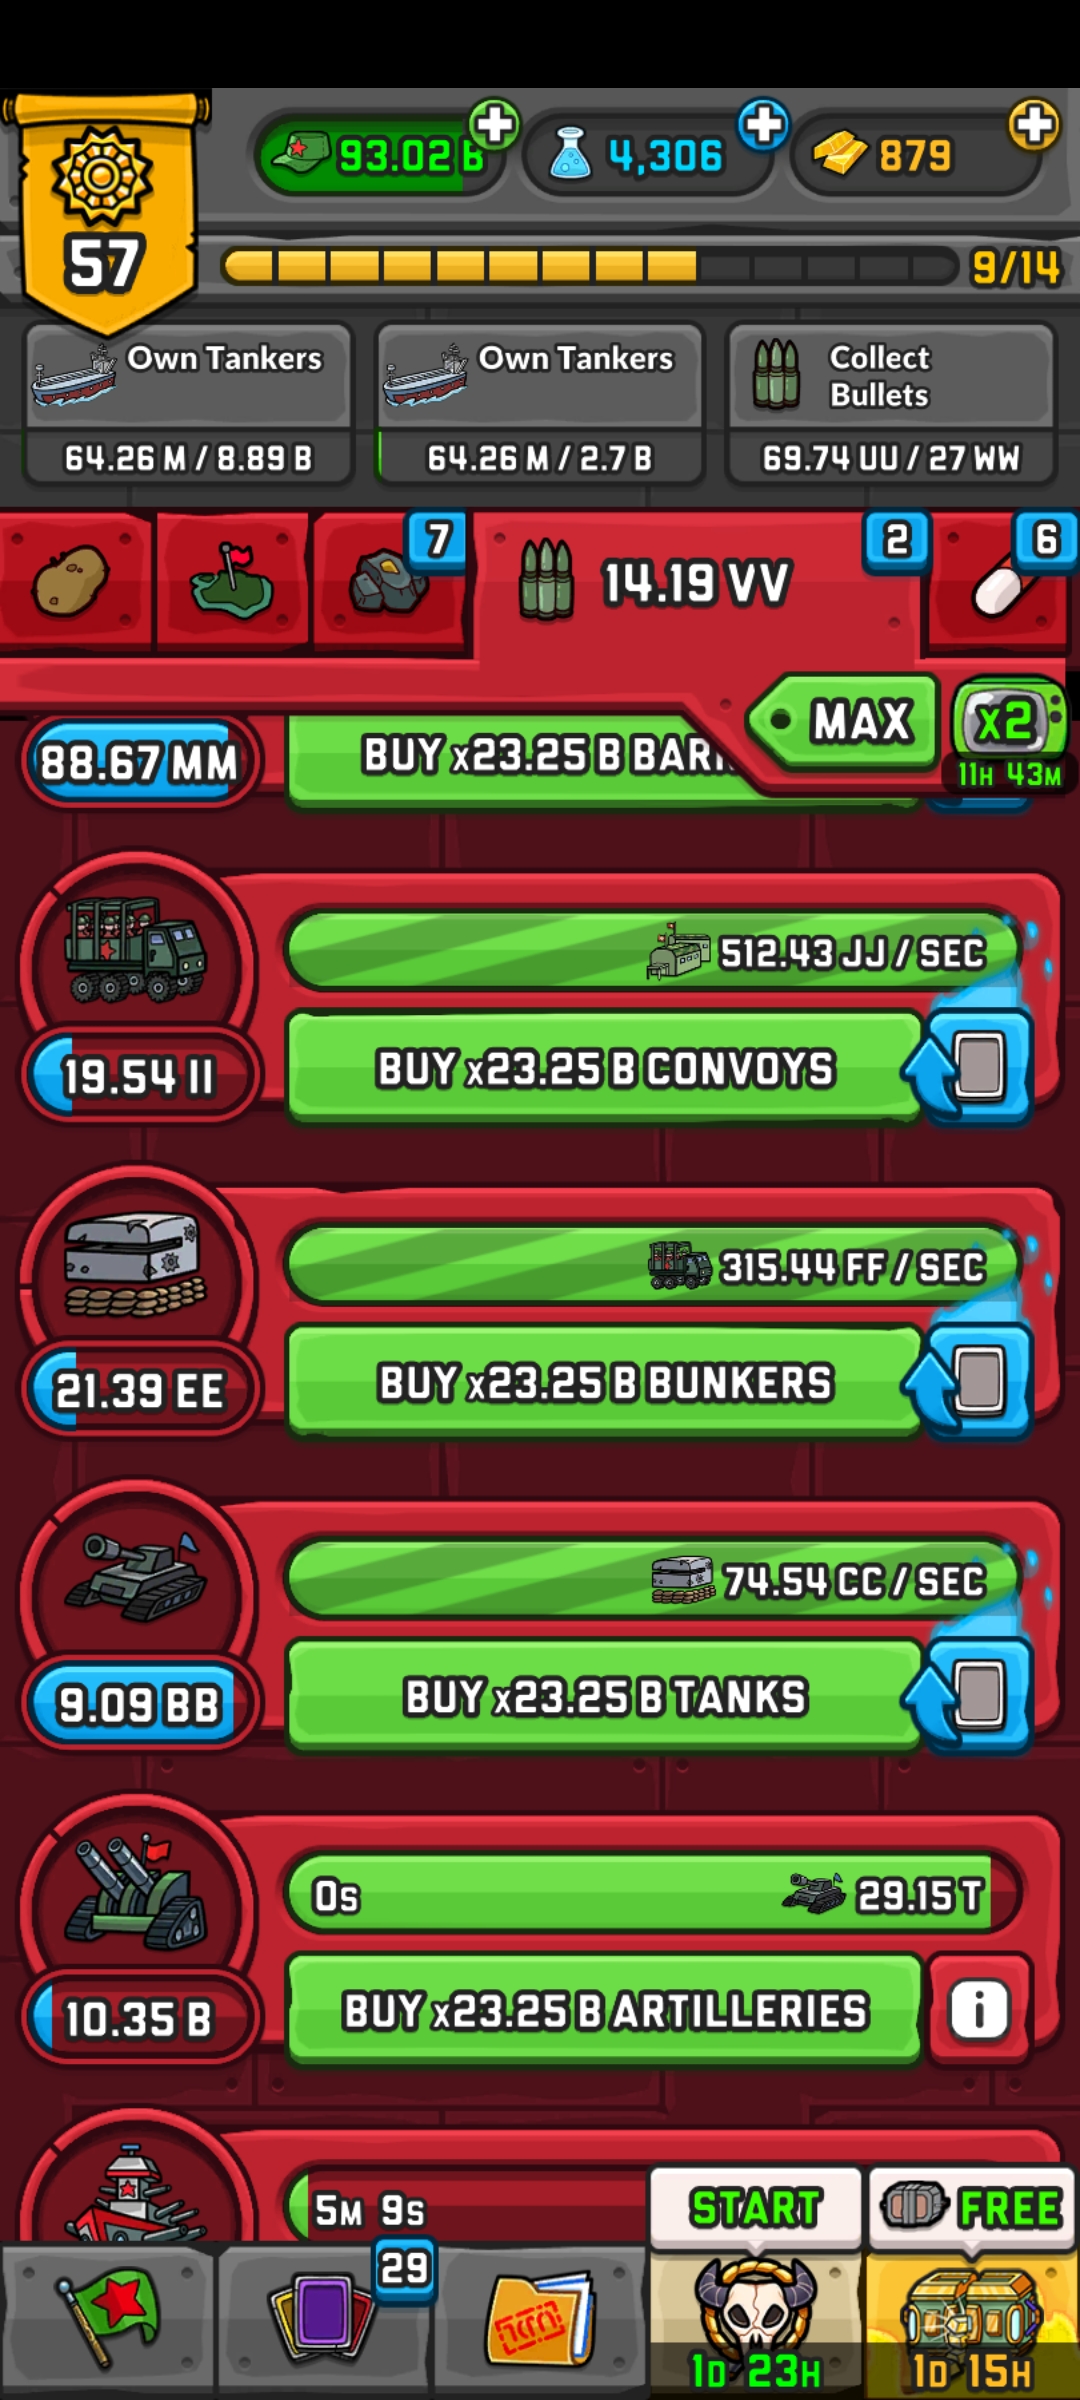 93.02 B
4,306
879
57
9/14
Own Tankers
64.26 M / 8.89 B
Own Tankers
64.26 M / 2.7 B
Collect
Bullets
69.74 UU / 27 WW
7
14.19 VV
2
6
MAX
x2
11H 43M
88.67 MM
BUY x23.25 B
512.43 JJ / SEC
19.54 II
BUY x23.25 B CONVOYS
315.44 FF / SEC
21.39 EE
BUY x23.25 B BUNKERS
74.54 CC / SEC
9.09 BB
BUY x23.25 B TANKS
0s
29.15 T
10.35 B
BUY x23.25 B ARTILLERIES
i
5M 9s
START
FREE
29
1D 23H
1D 15H